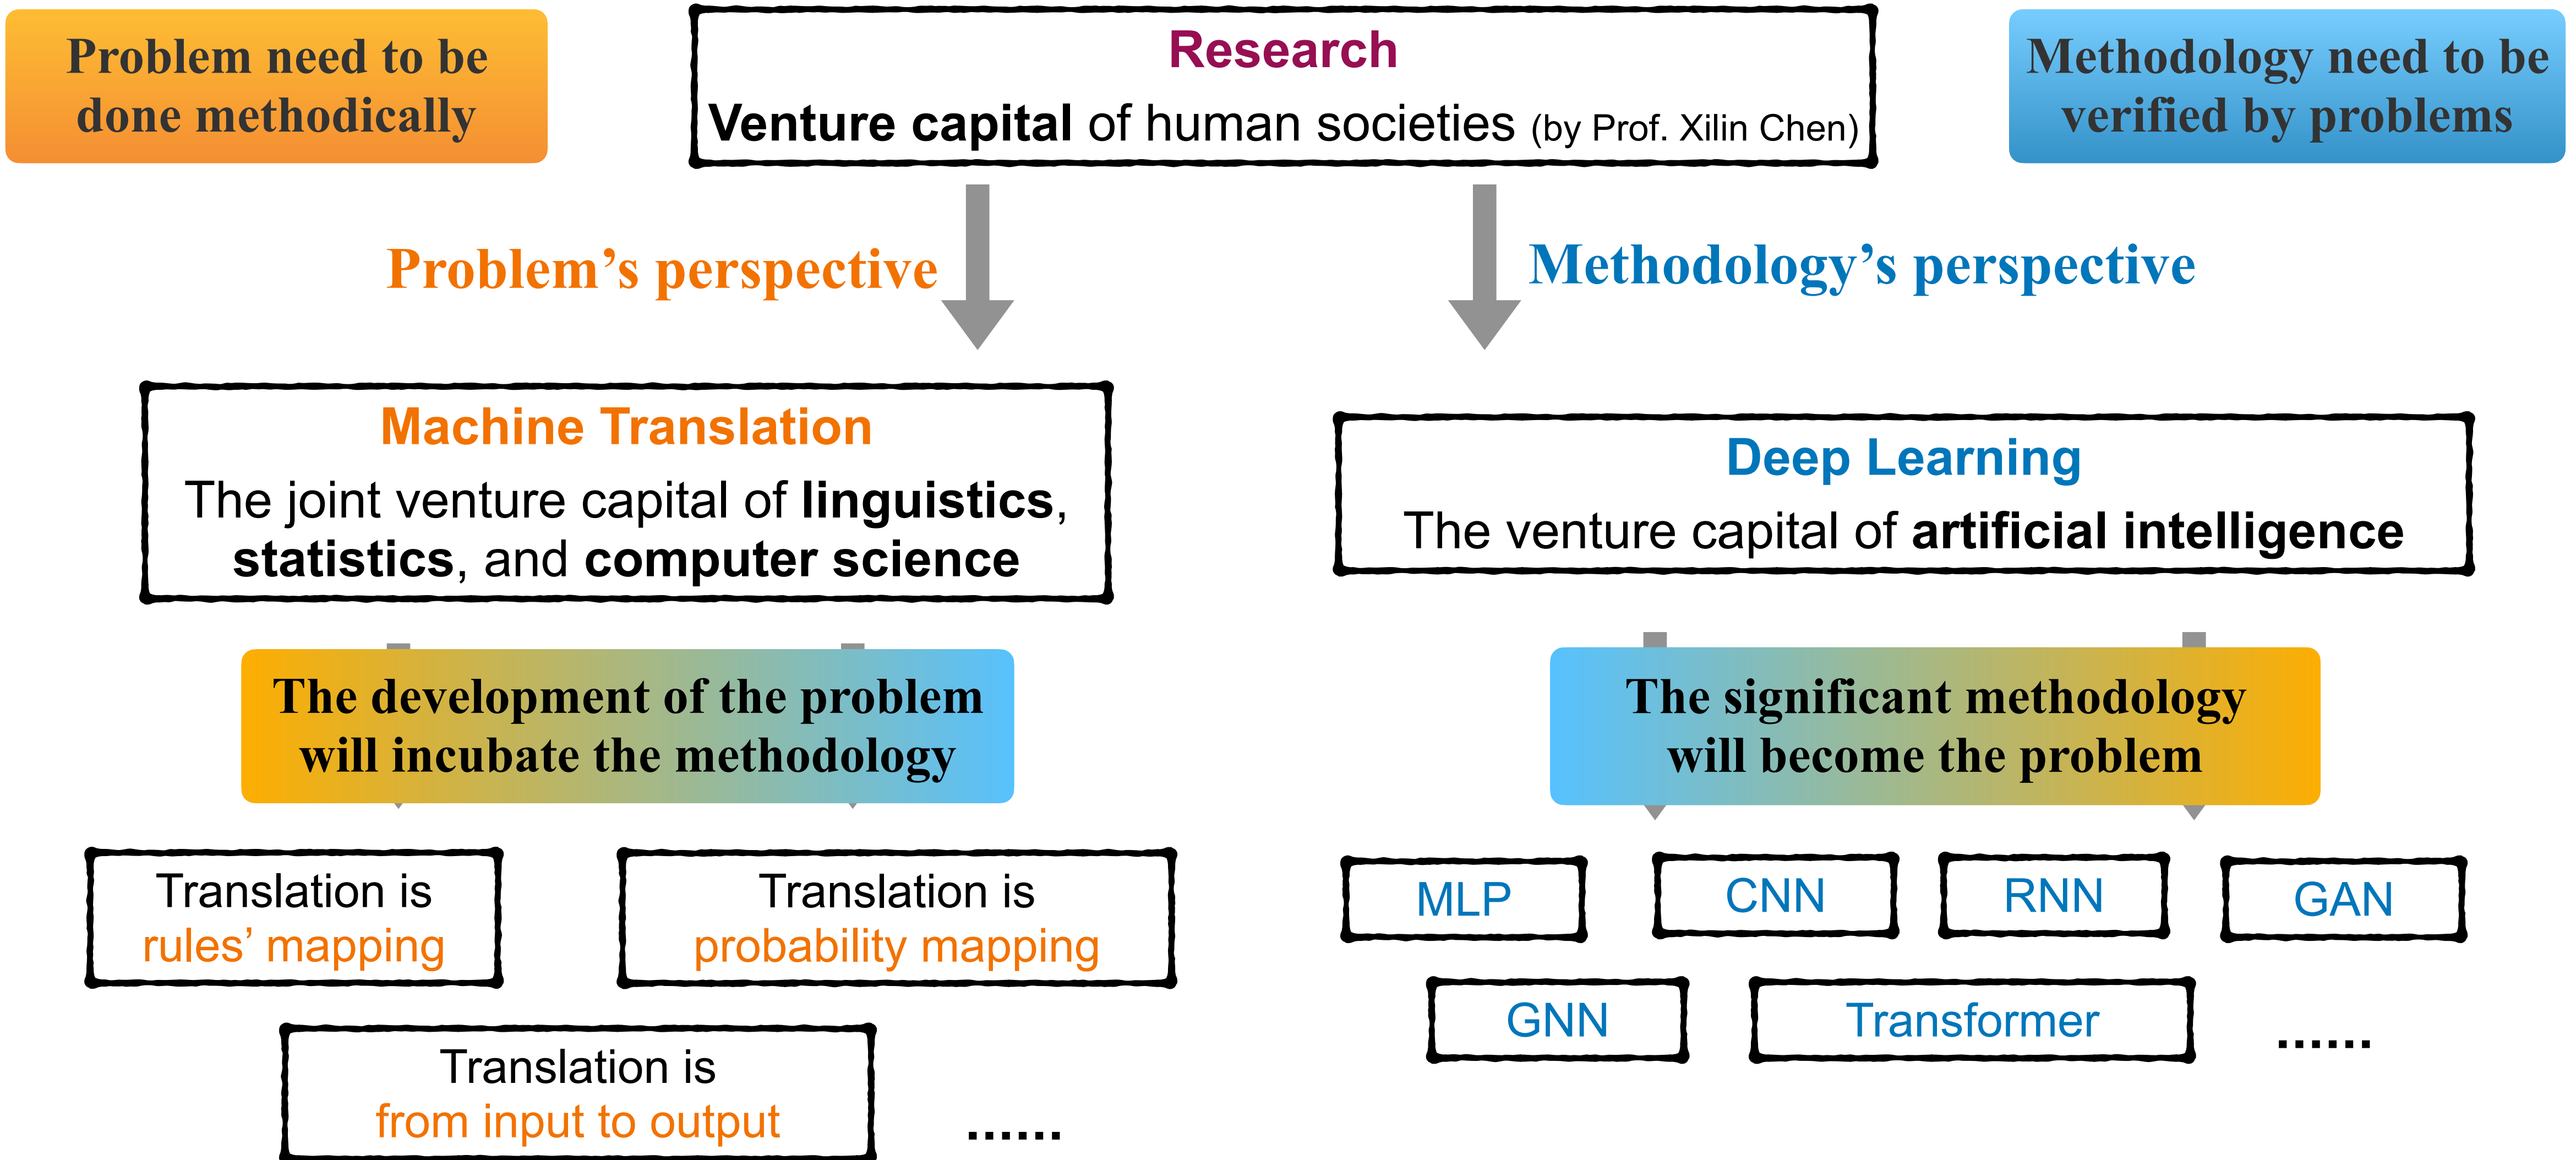 Problem need to be
done methodically
Research
Venture capital of human societies (by Prof. Xilin Chen)
Methodology need to be
verified by problems
Problem’s perspective
Methodology’s perspective
Machine Translation
The joint venture capital of linguistics,
statistics, and computer science
Deep Learning
The venture capital of artificial intelligence
The development of the problem
will incubate the methodology
The significant methodology
will become the problem
Translation is
rules’ mapping
Translation is
probability mapping
Translation is
from input to output
......
MLP
CNN
RNN
GAN
GNN
Transformer
......